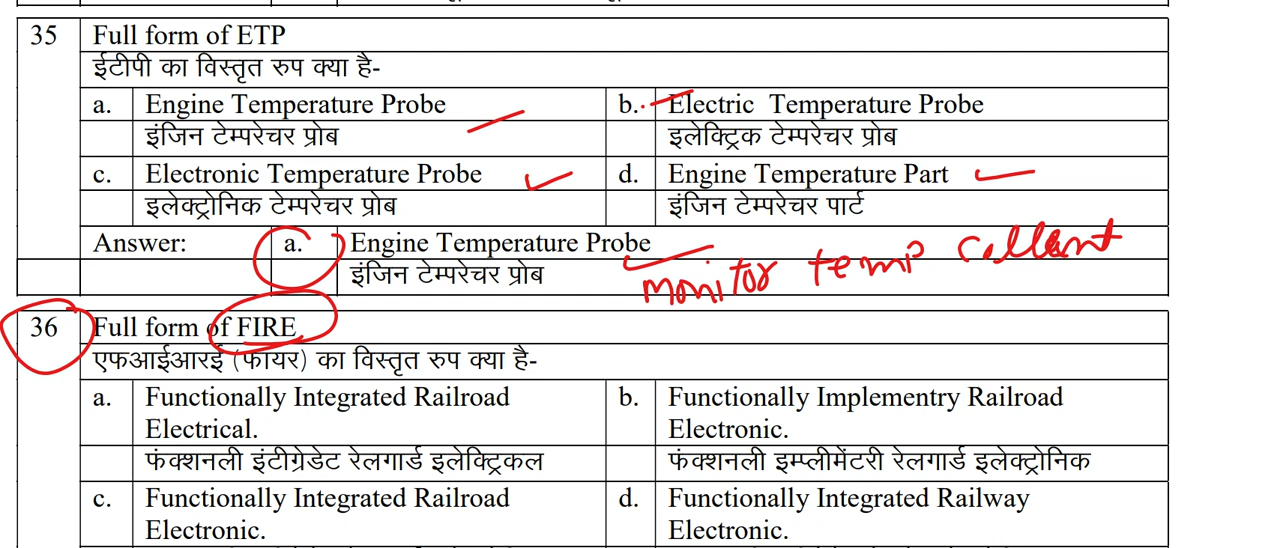 35 Full form of ETP
ईटीपी का विस्तृत रुप क्या है-
a. Engine Temperature Probe b. Electric Temperature Probe
इंजिन टेम्परेचर प्रोब इलेक्ट्रिक टेम्परेचर प्रोब
c. Electronic Temperature Probe d. Engine Temperature Part
इलेक्ट्रोनिक टेम्परेचर प्रोब इंजिन टेम्परेचर पार्ट
Answer: a. Engine Temperature Probe
इंजिन टेम्परेचर प्रोब
monitor temp
36 Full form of FIRE
एफआईआरई (फायर) का विस्तृत रुप क्या है-
a. Functionally Integrated Railroad b. Functionally Implementry Railroad
Electrical. Electronic.
फंक्शनली इंटीग्रेडेट रेलगार्ड इलेक्ट्रिकल फंक्शनली इम्प्लीमेंटरी रेलगार्ड इलेक्ट्रोनिक
c. Functionally Integrated Railroad d. Functionally Integrated Railway
Electronic. Electronic.